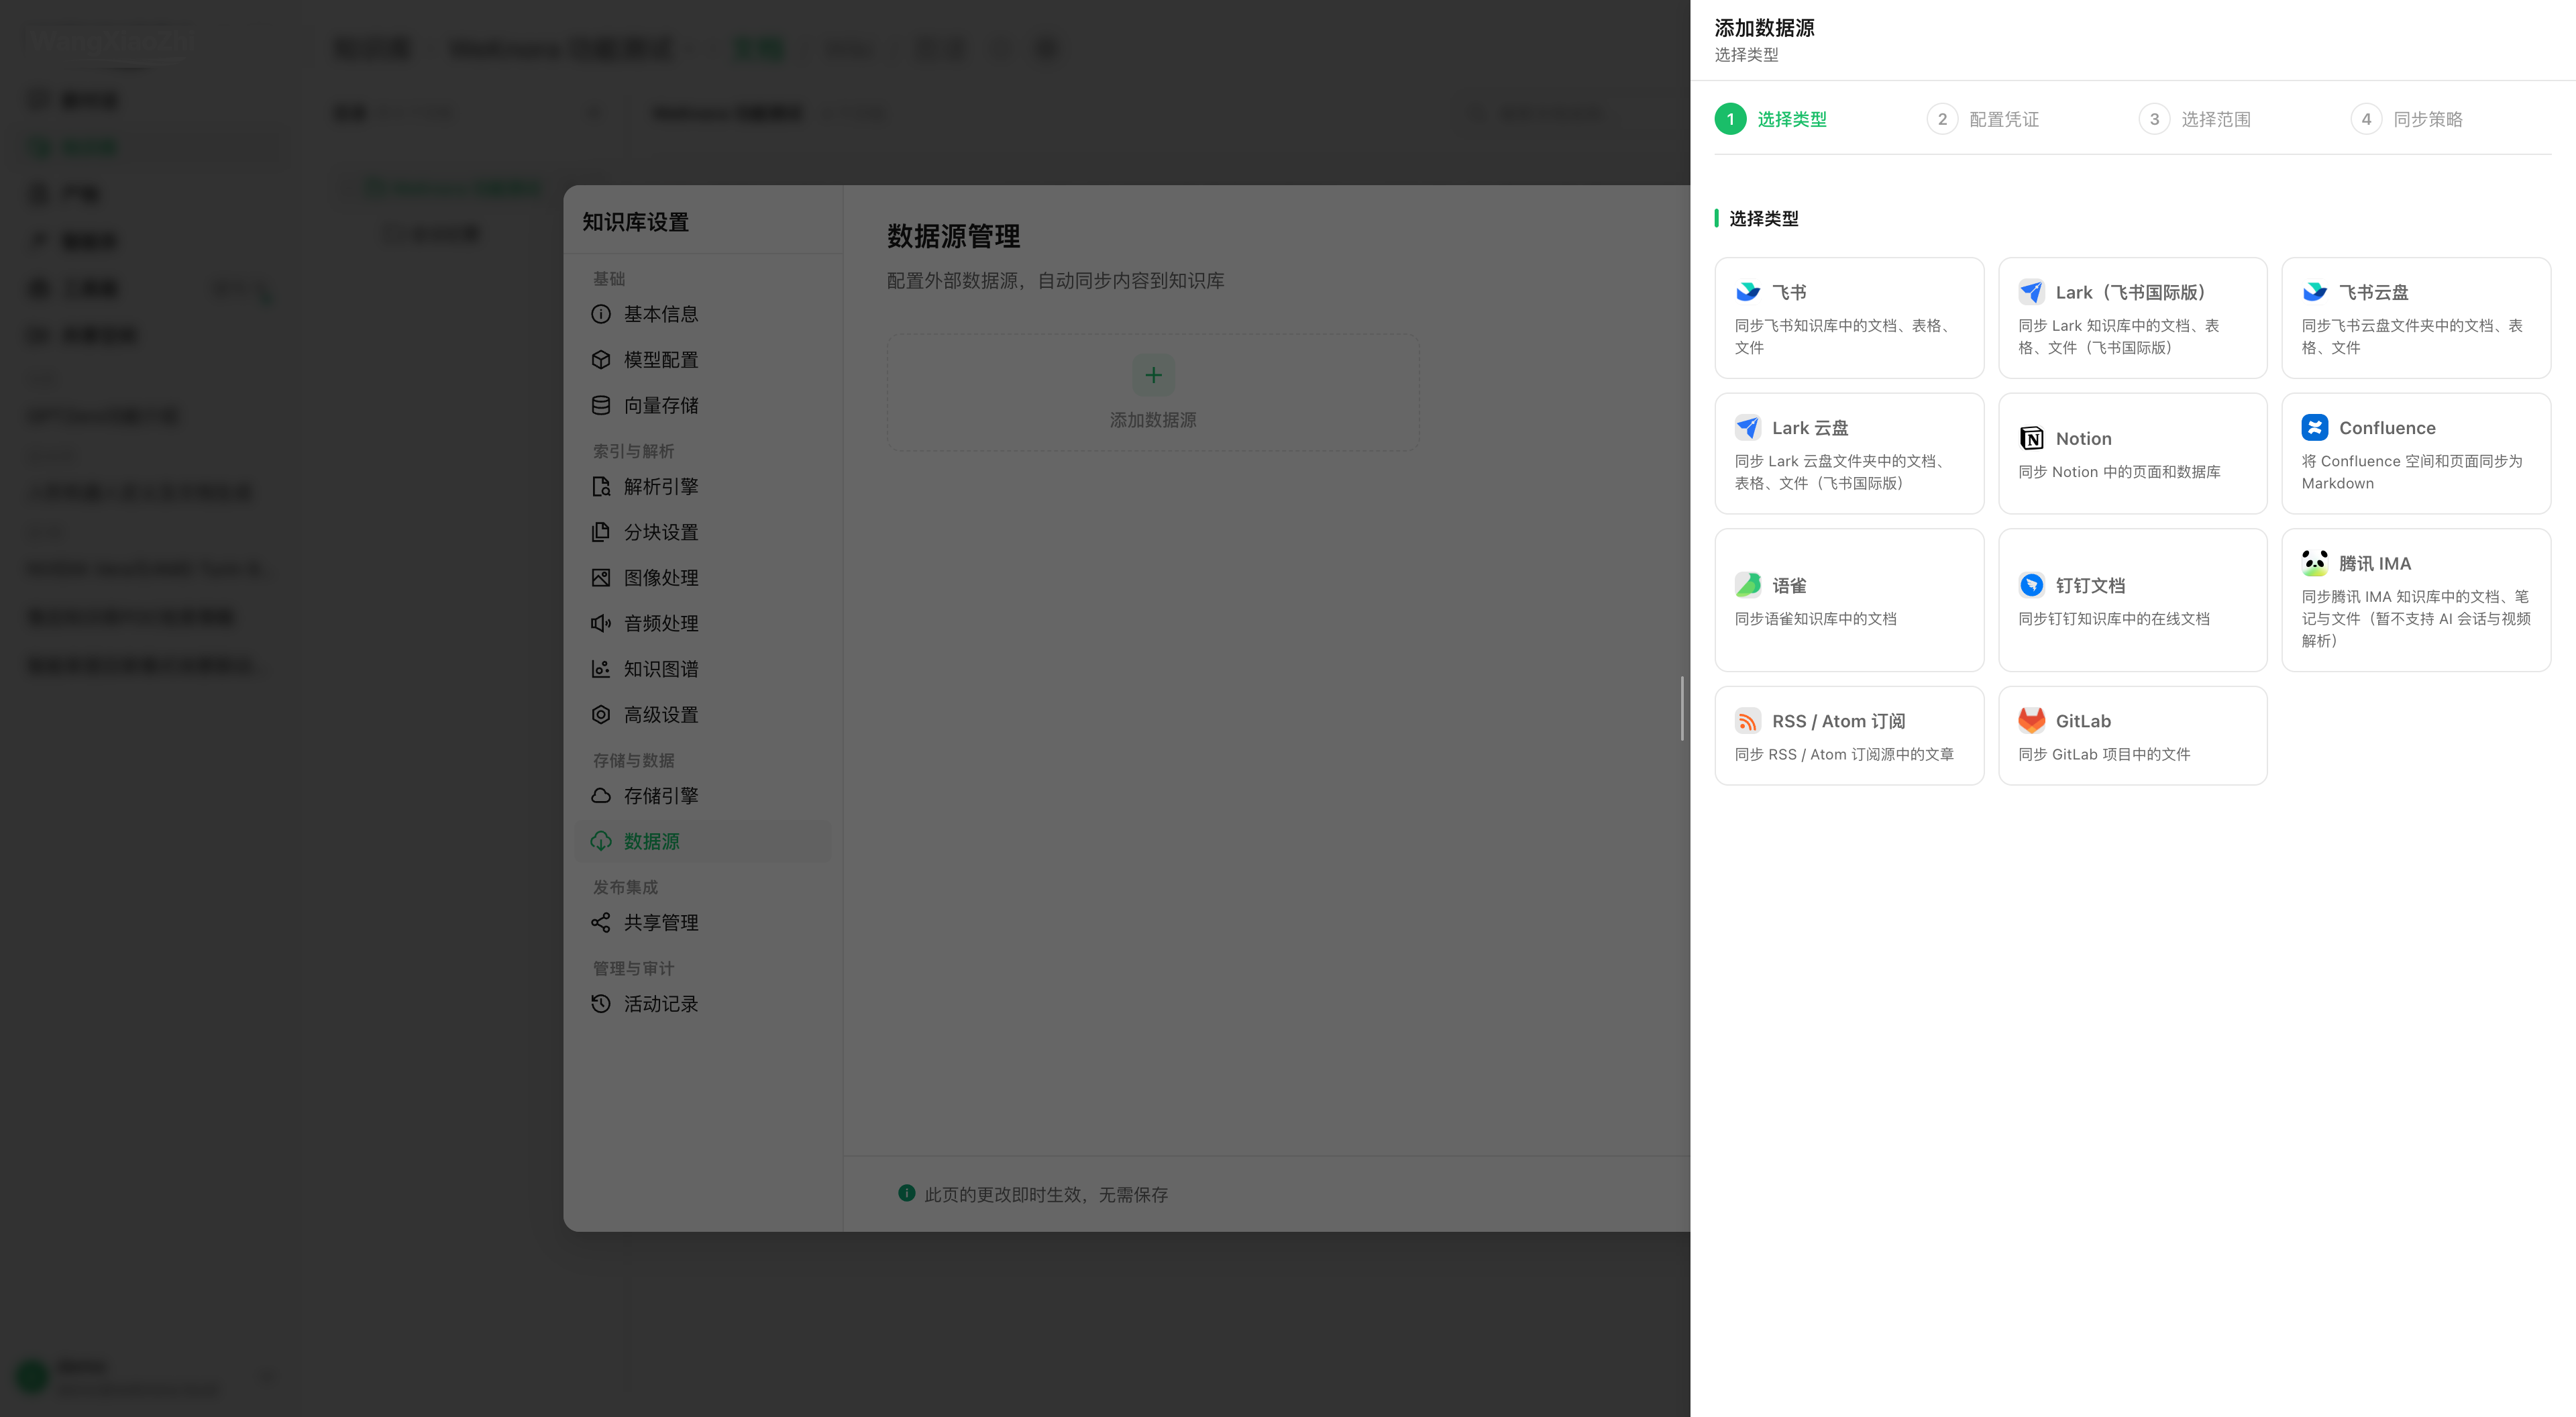 添加数据源
选择类型
1 选择类型
2 配置凭证
3 选择范围
4 同步策略
选择类型
飞书
同步飞书知识库中的文档、表格、
文件
Lark（飞书国际版）
同步 Lark 知识库中的文档、表
格、文件（飞书国际版）
飞书云盘
同步飞书云盘文件夹中的文档、表
格、文件
Lark 云盘
同步 Lark 云盘文件夹中的文档、
表格、文件（飞书国际版）
Notion
同步 Notion 中的页面和数据库
Confluence
将 Confluence 空间和页面同步为
Markdown
语雀
同步语雀知识库中的文档
钉钉文档
同步钉钉知识库中的在线文档
腾讯 IMA
同步腾讯 IMA 知识库中的文档、笔
记与文件（暂不支持 AI 会话与视频
解析）
RSS / Atom 订阅
同步 RSS / Atom 订阅源中的文章
GitLab
同步 GitLab 项目中的文件
知识库设置
基础
基本信息
模型配置
向量存储
索引与解析
解析引擎
分块设置
图像处理
音频处理
知识图谱
高级设置
存储与数据
存储引擎
数据源
发布集成
共享管理
管理与审计
活动记录
数据源管理
配置外部数据源，自动同步内容到知识库
添加数据源
此页的更改即时生效，无需保存